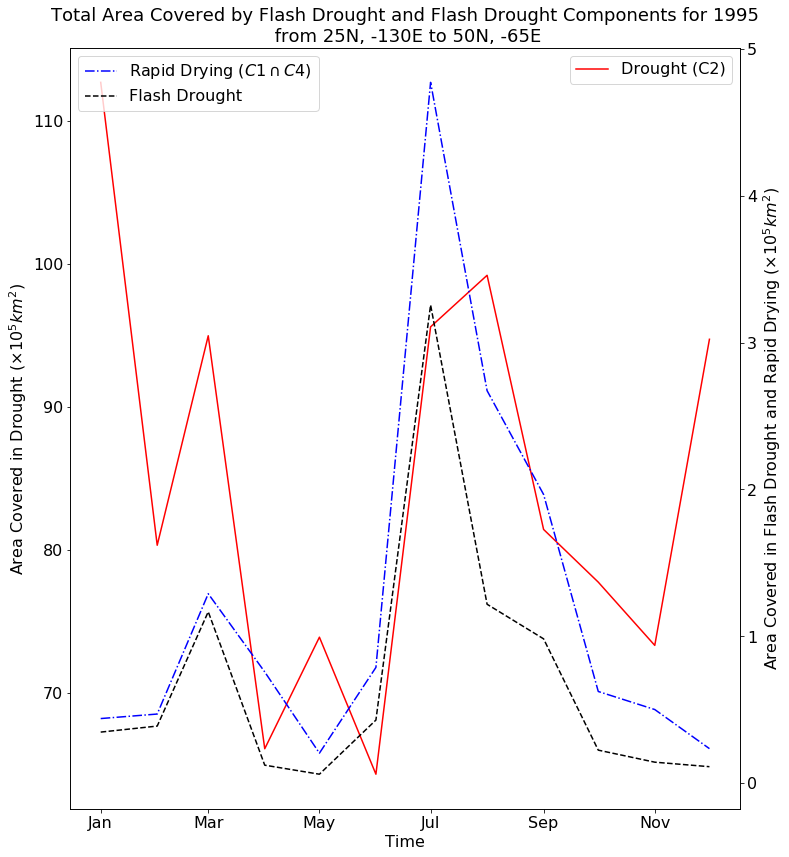 Total Area Covered by Flash Drought and Flash Drought Components for 1995
from 25N, -130E to 50N, -65E
Rapid Drying (C1 ∩ C4)
Flash Drought
Drought (C2)
Area Covered in Drought (×10⁵km²)
110
100
90
80
70
Area Covered in Flash Drought and Rapid Drying (×10⁵km²)
5
4
3
2
1
0
Jan Mar May Jul Sep Nov
Time